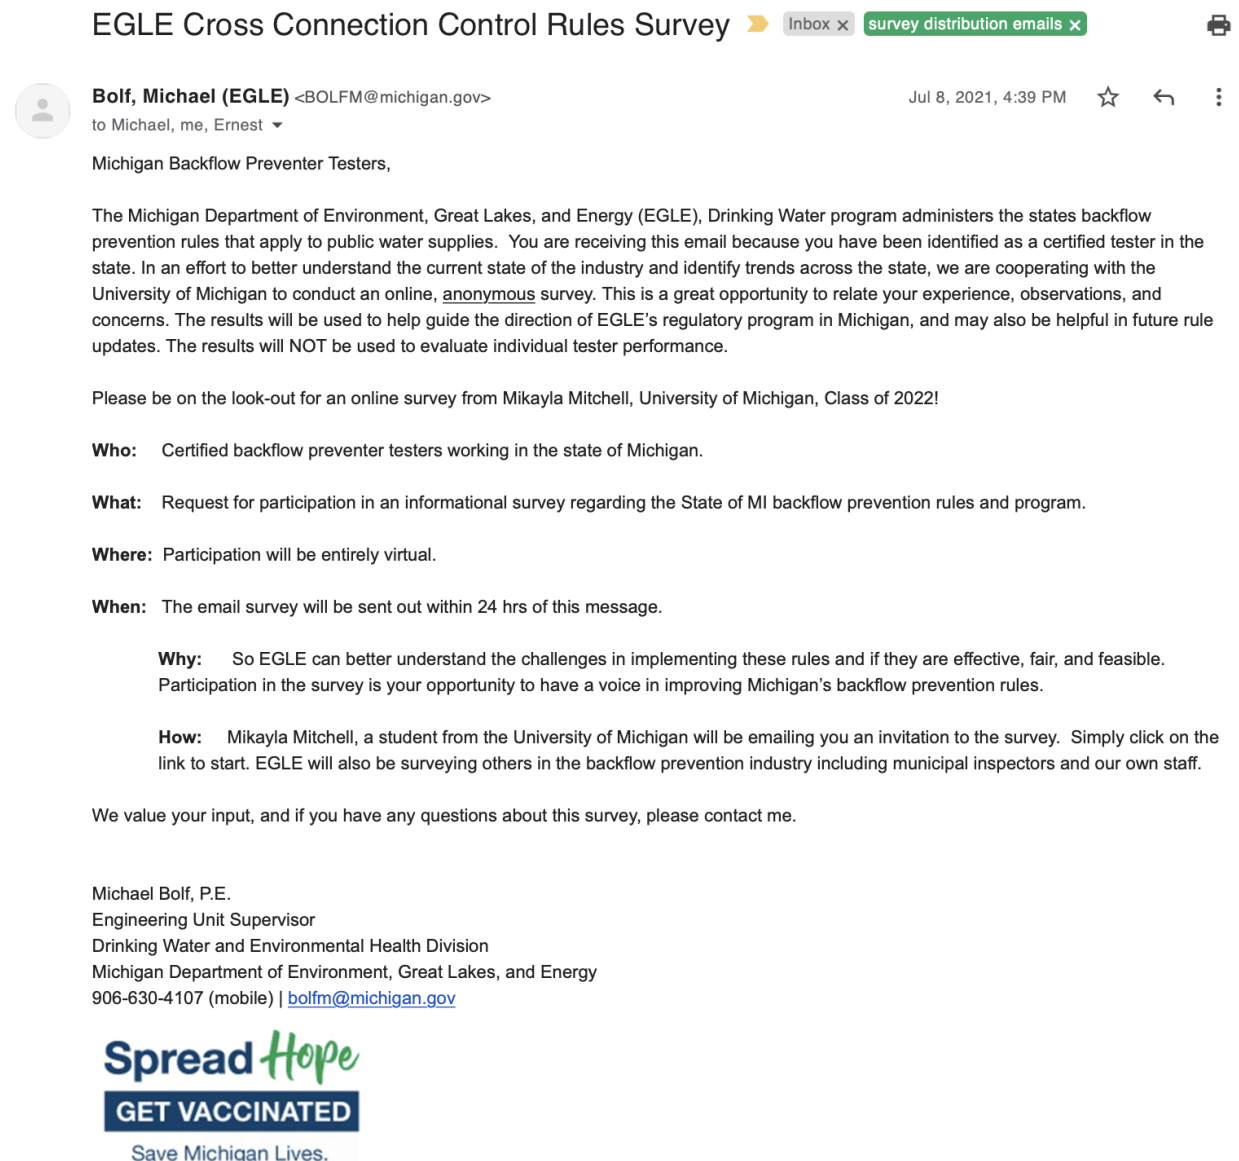 EGLE Cross Connection Control Rules Survey Inbox x survey distribution emails x
Bolf, Michael (EGLE) <BOLFM@michigan.gov> Jul 8, 2021, 4:39 PM
to Michael, me, Ernest
Michigan Backflow Preventer Testers,
The Michigan Department of Environment, Great Lakes, and Energy (EGLE), Drinking Water program administers the states backflow
prevention rules that apply to public water supplies.  You are receiving this email because you have been identified as a certified tester in the
state. In an effort to better understand the current state of the industry and identify trends across the state, we are cooperating with the
University of Michigan to conduct an online, anonymous survey. This is a great opportunity to relate your experience, observations, and
concerns. The results will be used to help guide the direction of EGLE's regulatory program in Michigan, and may also be helpful in future rule
updates. The results will NOT be used to evaluate individual tester performance.
Please be on the look-out for an online survey from Mikayla Mitchell, University of Michigan, Class of 2022!
Who: Certified backflow preventer testers working in the state of Michigan.
What: Request for participation in an informational survey regarding the State of MI backflow prevention rules and program.
Where: Participation will be entirely virtual.
When: The email survey will be sent out within 24 hrs of this message.
Why: So EGLE can better understand the challenges in implementing these rules and if they are effective, fair, and feasible.
Participation in the survey is your opportunity to have a voice in improving Michigan's backflow prevention rules.
How: Mikayla Mitchell, a student from the University of Michigan will be emailing you an invitation to the survey.  Simply click on the
link to start. EGLE will also be surveying others in the backflow prevention industry including municipal inspectors and our own staff.
We value your input, and if you have any questions about this survey, please contact me.
Michael Bolf, P.E.
Engineering Unit Supervisor
Drinking Water and Environmental Health Division
Michigan Department of Environment, Great Lakes, and Energy
906-630-4107 (mobile) | bolfm@michigan.gov
Spread Hope
GET VACCINATED
Save Michigan Lives.